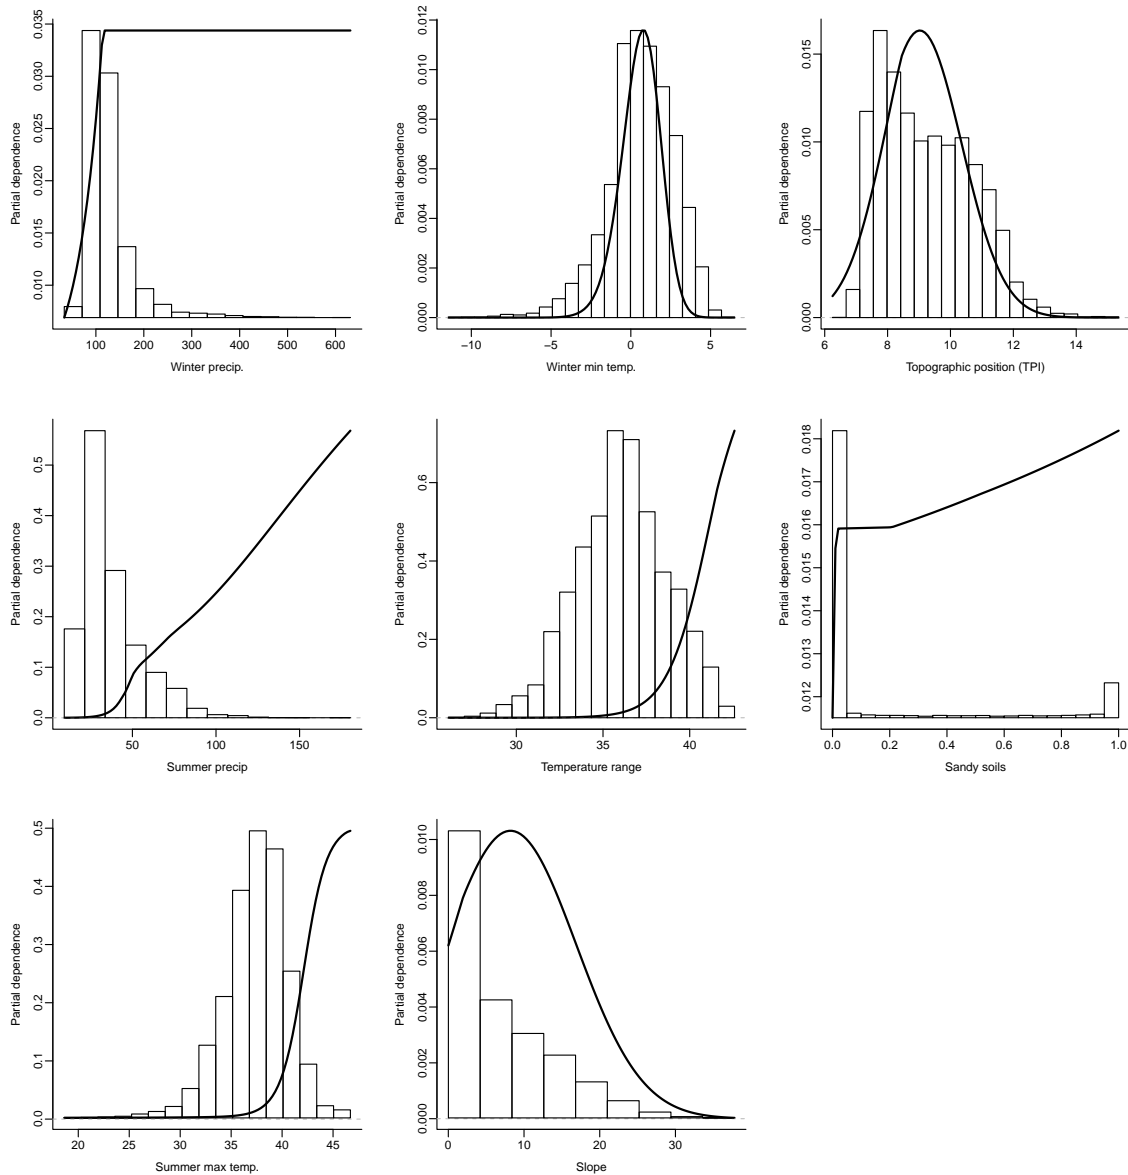 0.010 0.015 0.020 0.025 0.030 0.035
Partial dependence
100 200 300 400 500 600
Winter precip.
0.000 0.002 0.004 0.006 0.008 0.010 0.012
Partial dependence
−10 −5 0 5
Winter min temp.
0.000 0.005 0.010 0.015
Partial dependence
6 8 10 12 14
Topographic position (TPI)
0.0 0.1 0.2 0.3 0.4 0.5
Partial dependence
50 100 150
Summer precip
0.0 0.2 0.4 0.6
Partial dependence
30 35 40
Temperature range
0.012 0.013 0.014 0.015 0.016 0.017 0.018
Partial dependence
0.0 0.2 0.4 0.6 0.8 1.0
Sandy soils
0.0 0.1 0.2 0.3 0.4 0.5
Partial dependence
20 25 30 35 40 45
Summer max temp.
0.000 0.002 0.004 0.006 0.008 0.010
Partial dependence
0 10 20 30
Slope